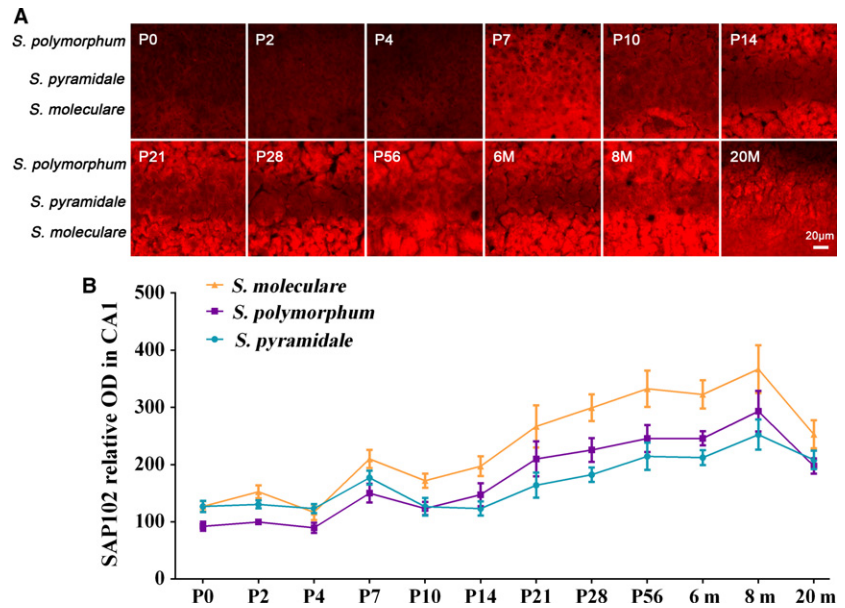 A
S. polymorphum
S. pyramidale
S. moleculare
P0
P2
P4
P7
P10
P14
S. polymorphum
S. pyramidale
S. moleculare
P21
P28
P56
6M
8M
20M
20μm
B
S. moleculare
S. polymorphum
S. pyramidale
SAP102 relative OD in CA1
500
400
300
200
100
0
P0 P2 P4 P7 P10 P14 P21 P28 P56 6 m 8 m 20 m